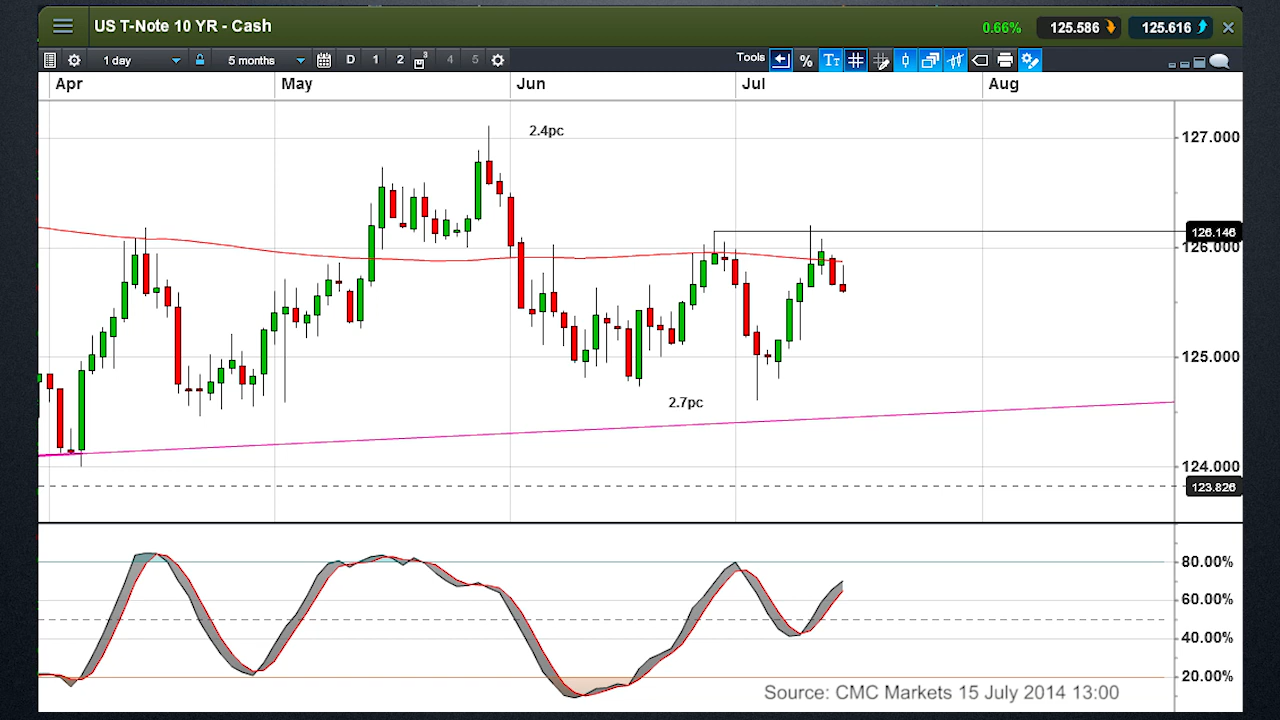 US T-Note 10 YR - Cash 0.66% 125.586 125.616
1 day 5 months D 1 2 3 4 5 Tools % TT
Apr May Jun Jul Aug
2.4pc
127.000
126.146
126.000
125.000
2.7pc
124.000
123.826
80.00%
60.00%
40.00%
20.00%
Source: CMC Markets 15 July 2014 13:00